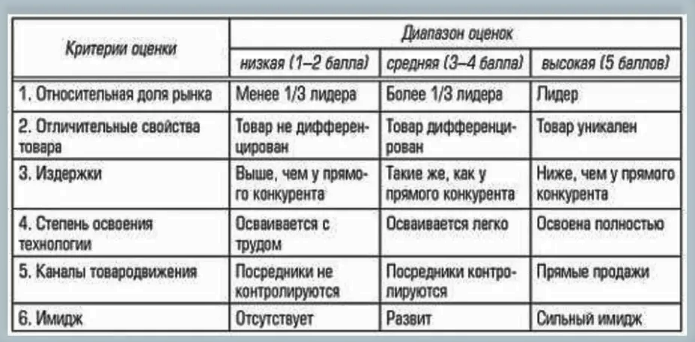 Критерии оценки
Диапазон оценок
низкая (1–2 балла)
средняя (3–4 балла)
высокая (5 баллов)
1. Относительная доля рынка
Менее 1/3 лидера
Более 1/3 лидера
Лидер
2. Отличительные свойства
товара
Товар не дифферен-
цирован
Товар дифференци-
рован
Товар уникален
3. Издержки
Выше, чем у прямо-
го конкурента
Такие же, как у
прямого конкурента
Ниже, чем у прямого
конкурента
4. Степень освоения
технологии
Осваивается с
трудом
Осваивается легко
Освоена полностью
5. Каналы товародвижения
Посредники не
контролируются
Посредники контро-
лируются
Прямые продажи
6. Имидж
Отсутствует
Развит
Сильный имидж